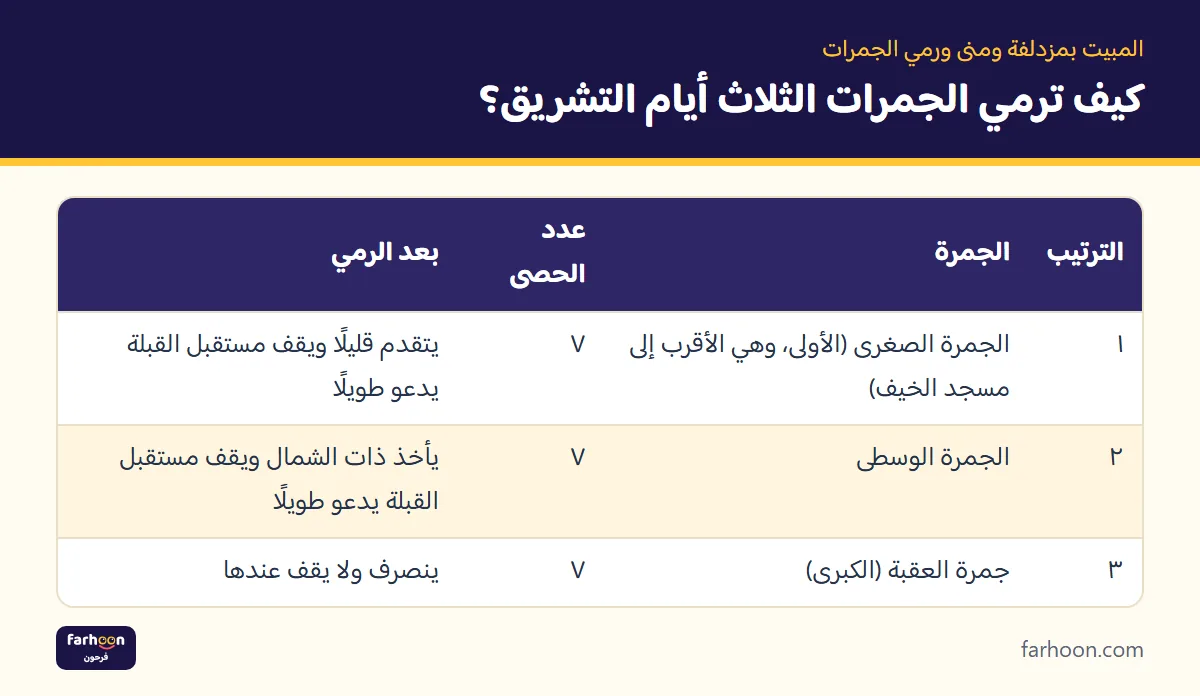 المبيت بمزدلفة ومنى ورمي الجمرات
كيف ترمي الجمرات الثلاث أيام التشريق؟
الترتيب
الجمرة
عدد
الحصى
بعد الرمي
١
الجمرة الصغرى (الأولى، وهي الأقرب إلى
مسجد الخيف)
٧
يتقدم قليلًا ويقف مستقبل القبلة
يدعو طويلًا
٢
الجمرة الوسطى
٧
يأخذ ذات الشمال ويقف مستقبل
القبلة يدعو طويلًا
٣
جمرة العقبة (الكبرى)
٧
ينصرف ولا يقف عندها
farhoon.com
farhoon
فرحون